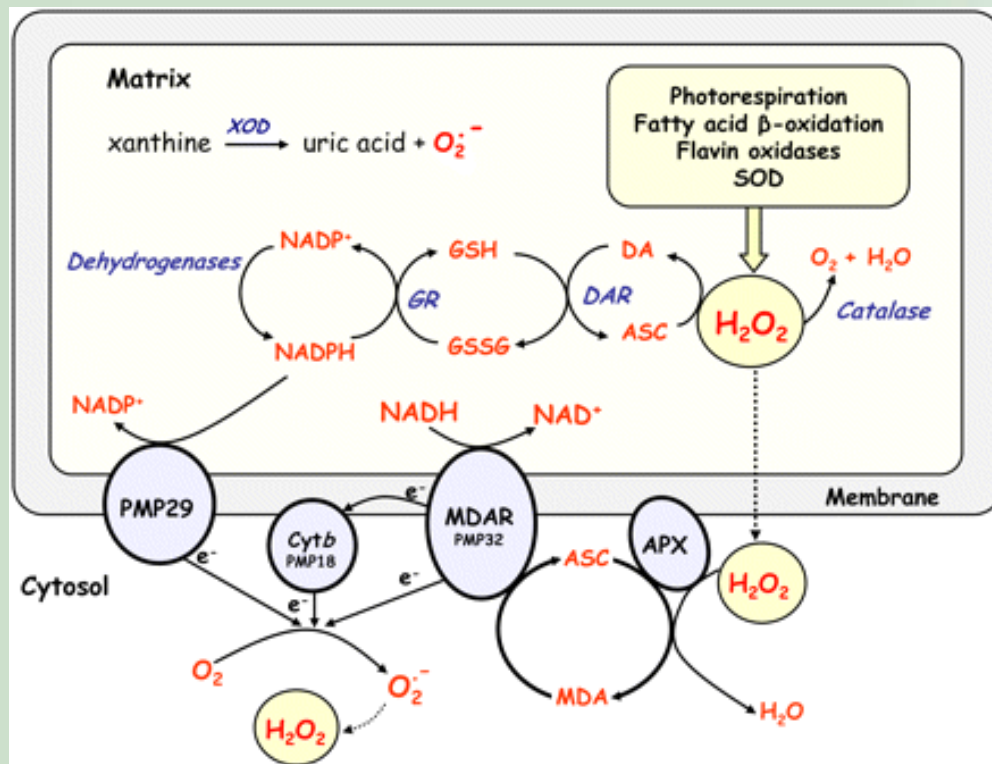 Matrix
Photorespiration
Fatty acid β-oxidation
Flavin oxidases
SOD
XOD
xanthine uric acid + O₂·⁻
NADP⁺ GSH DA O₂ + H₂O
Dehydrogenases GR DAR H₂O₂ Catalase
NADPH GSSG ASC
NADP⁺ NADH NAD⁺
Membrane
PMP29 e⁻ MDAR
PMP32
Cytb
PMP18
APX
e⁻ e⁻ ASC H₂O₂
Cytosol
e⁻
O₂ O₂·⁻ MDA H₂O
H₂O₂